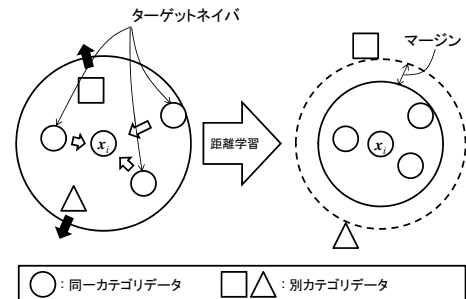 ターゲットネイバ
マージン
x_i
距離学習
x_i
：同一カテゴリデータ
：別カテゴリデータ